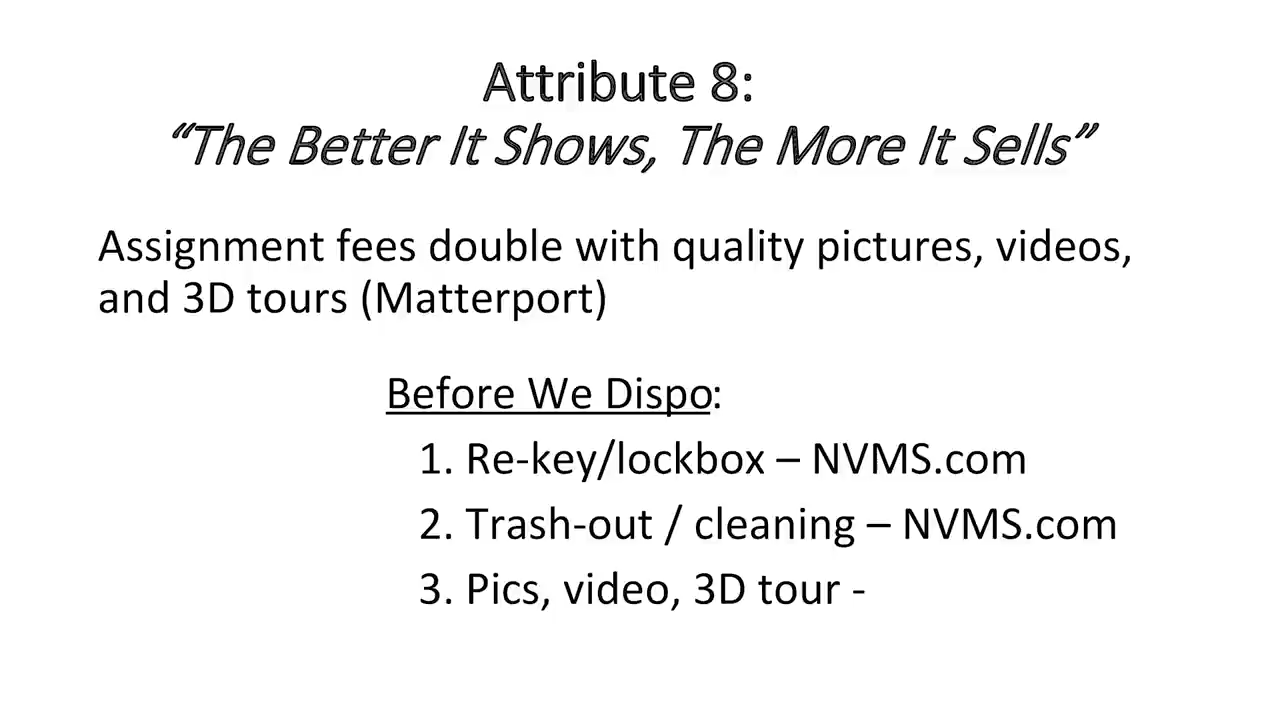 Attribute 8:
“The Better It Shows, The More It Sells”
Assignment fees double with quality pictures, videos,
and 3D tours (Matterport)
Before We Dispo:
1. Re-key/lockbox – NVMS.com
2. Trash-out / cleaning – NVMS.com
3. Pics, video, 3D tour -